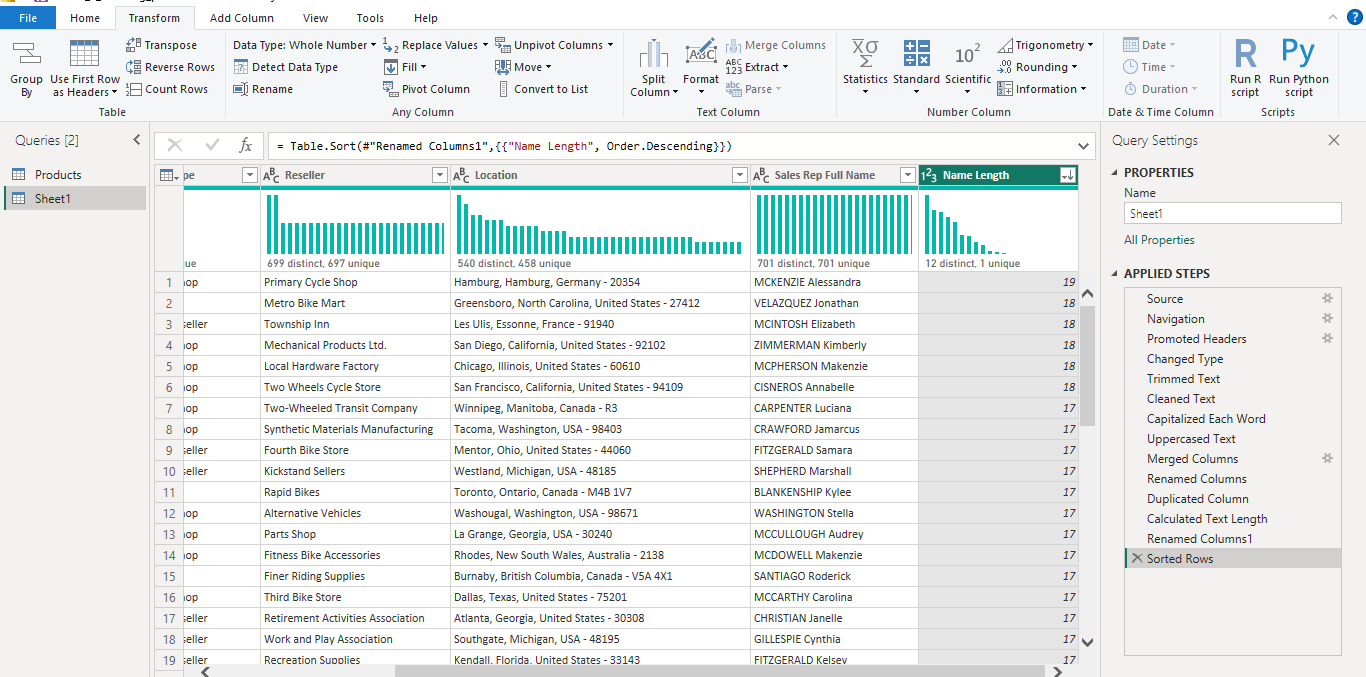 File Home Transform Add Column View Tools Help
Group By
Use First Row as Headers
Transpose
Reverse Rows
Count Rows
Table
Data Type: Whole Number
Detect Data Type
Rename
Replace Values
Fill
Pivot Column
Unpivot Columns
Move
Convert to List
Any Column
Split Column
Format
Merge Columns
Extract
Parse
Text Column
Statistics
Standard
Scientific
Trigonometry
Rounding
Information
Number Column
Date
Time
Duration
Date & Time Column
Run R script
Run Python script
Scripts
Queries [2]
Products
Sheet1
= Table.Sort(#"Renamed Columns1",{{"Name Length", Order.Descending}})
pe Reseller Location Sales Rep Full Name Name Length
ue 699 distinct, 697 unique 540 distinct, 458 unique 701 distinct, 701 unique 12 distinct, 1 unique
1 hop Primary Cycle Shop Hamburg, Hamburg, Germany - 20354 MCKENZIE Alessandra 19
2 Metro Bike Mart Greensboro, North Carolina, United States - 27412 VELAZQUEZ Jonathan 18
3 seller Township Inn Les Ulis, Essonne, France - 91940 MCINTOSH Elizabeth 18
4 hop Mechanical Products Ltd. San Diego, California, United States - 92102 ZIMMERMAN Kimberly 18
5 hop Local Hardware Factory Chicago, Illinois, United States - 60610 MCPHERSON Makenzie 18
6 hop Two Wheels Cycle Store San Francisco, California, United States - 94109 CISNEROS Annabelle 18
7 hop Two-Wheeled Transit Company Winnipeg, Manitoba, Canada - R3 CARPENTER Luciana 17
8 hop Synthetic Materials Manufacturing Tacoma, Washington, USA - 98403 CRAWFORD Jamarcus 17
9 seller Fourth Bike Store Mentor, Ohio, United States - 44060 FITZGERALD Samara 17
10 seller Kickstand Sellers Westland, Michigan, USA - 48185 SHEPHERD Marshall 17
11 Rapid Bikes Toronto, Ontario, Canada - M4B 1V7 BLANKENSHIP Kylee 17
12 hop Alternative Vehicles Washougal, Washington, USA - 98671 WASHINGTON Stella 17
13 hop Parts Shop La Grange, Georgia, USA - 30240 MCCULLOUGH Audrey 17
14 hop Fitness Bike Accessories Rhodes, New South Wales, Australia - 2138 MCDOWELL Makenzie 17
15 Finer Riding Supplies Burnaby, British Columbia, Canada - V5A 4X1 SANTIAGO Roderick 17
16 hop Third Bike Store Dallas, Texas, United States - 75201 MCCARTHY Carolina 17
17 seller Retirement Activities Association Atlanta, Georgia, United States - 30308 CHRISTIAN Janelle 17
18 seller Work and Play Association Southgate, Michigan, USA - 48195 GILLESPIE Cynthia 17
19 seller Recreation Supplies Kendall, Florida, United States - 33143 FITZGERALD Kelsey 17
Query Settings
PROPERTIES
Name
Sheet1
All Properties
APPLIED STEPS
Source
Navigation
Promoted Headers
Changed Type
Trimmed Text
Cleaned Text
Capitalized Each Word
Uppercased Text
Merged Columns
Renamed Columns
Duplicated Column
Calculated Text Length
Renamed Columns1
Sorted Rows